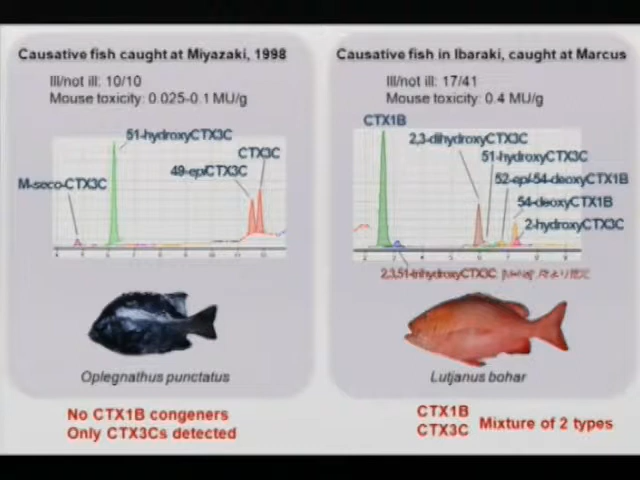 Causative fish caught at Miyazaki, 1998
Ill/not ill: 10/10
Mouse toxicity: 0.025-0.1 MU/g
51-hydroxyCTX3C
CTX3C
49-epiCTX3C
M-seco-CTX3C
Oplegnathus punctatus
No CTX1B congeners
Only CTX3Cs detected
Causative fish in Ibaraki, caught at Marcus
Ill/not ill: 17/41
Mouse toxicity: 0.4 MU/g
CTX1B
2,3-dihydroxyCTX3C
51-hydroxyCTX3C
52-epi-54-deoxyCTX1B
54-deoxyCTX1B
2-hydroxyCTX3C
2,3,51-trihydroxyCTX3C
Lutjanus bohar
CTX1B
CTX3C
Mixture of 2 types